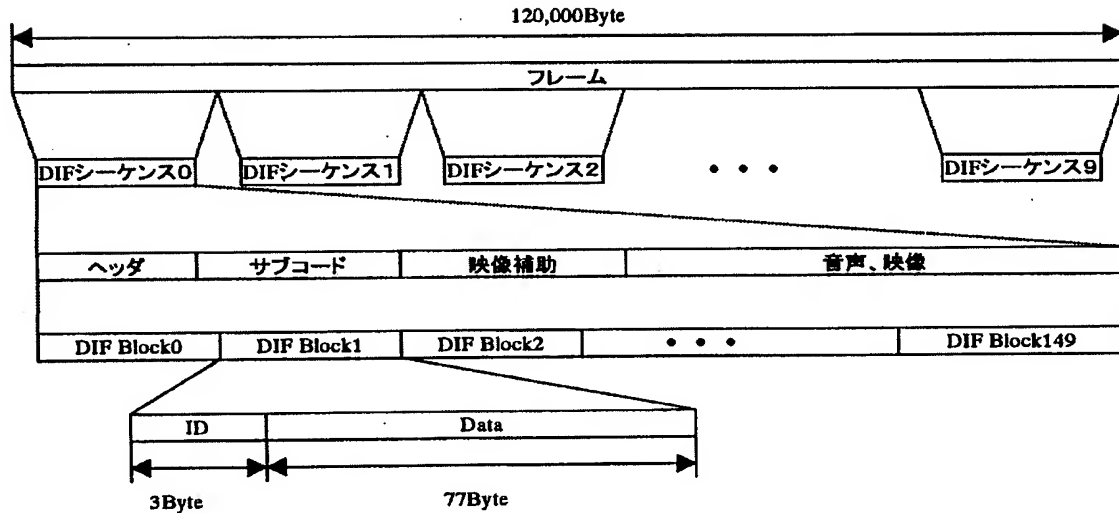 120,000Byte
フレーム
DIFシーケンス0 DIFシーケンス1 DIFシーケンス2 • • • DIFシーケンス9
ヘッダ サブコード 映像補助 音声、映像
DIF Block0 DIF Block1 DIF Block2 • • • DIF Block149
ID Data
3Byte 77Byte